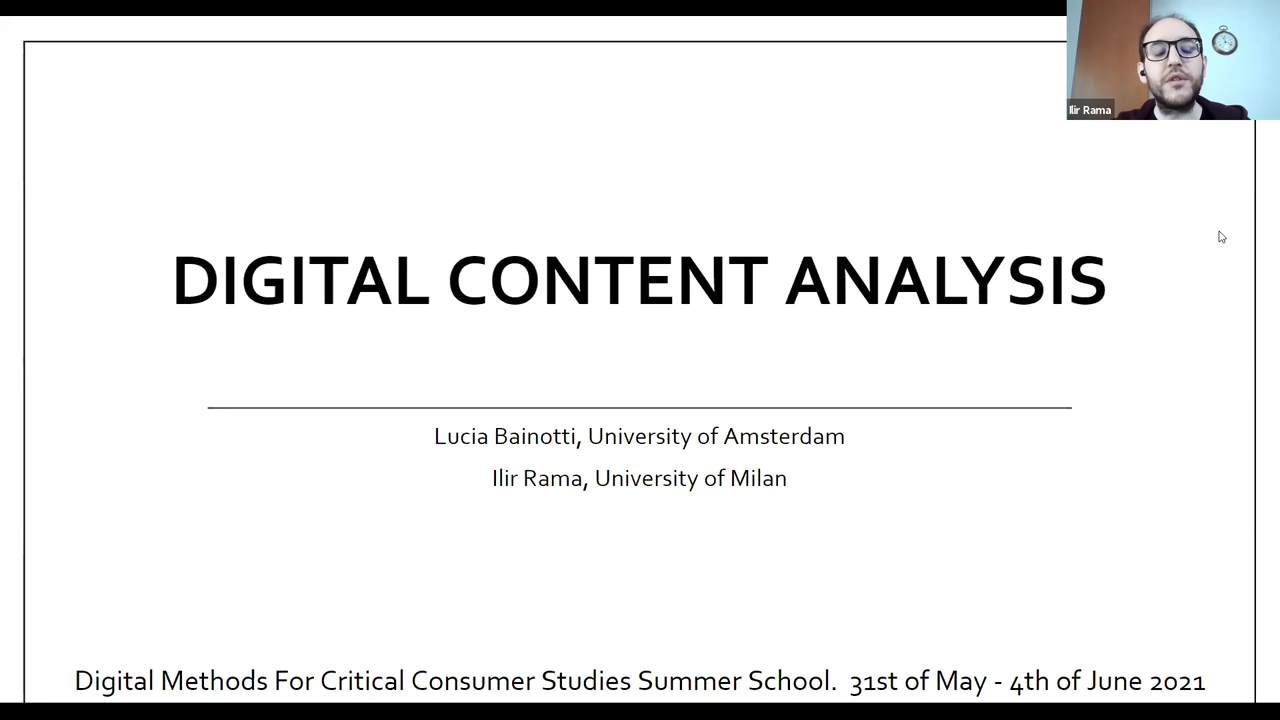 Ilir Rama
DIGITAL CONTENT ANALYSIS
Lucia Bainotti, University of Amsterdam
Ilir Rama, University of Milan
Digital Methods For Critical Consumer Studies Summer School. 31st of May - 4th of June 2021